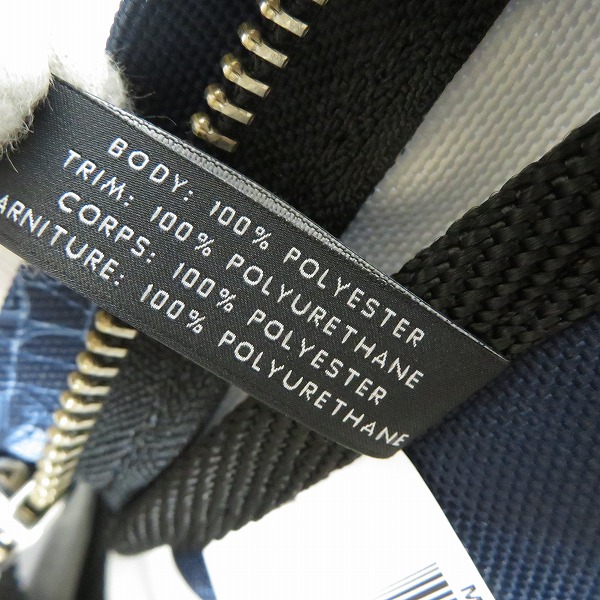 BODY: 100% POLYESTER
TRIM: 100% POLYURETHANE
CORPS: 100% POLYESTER
ARNITURE: 100% POLYURETHANE
M